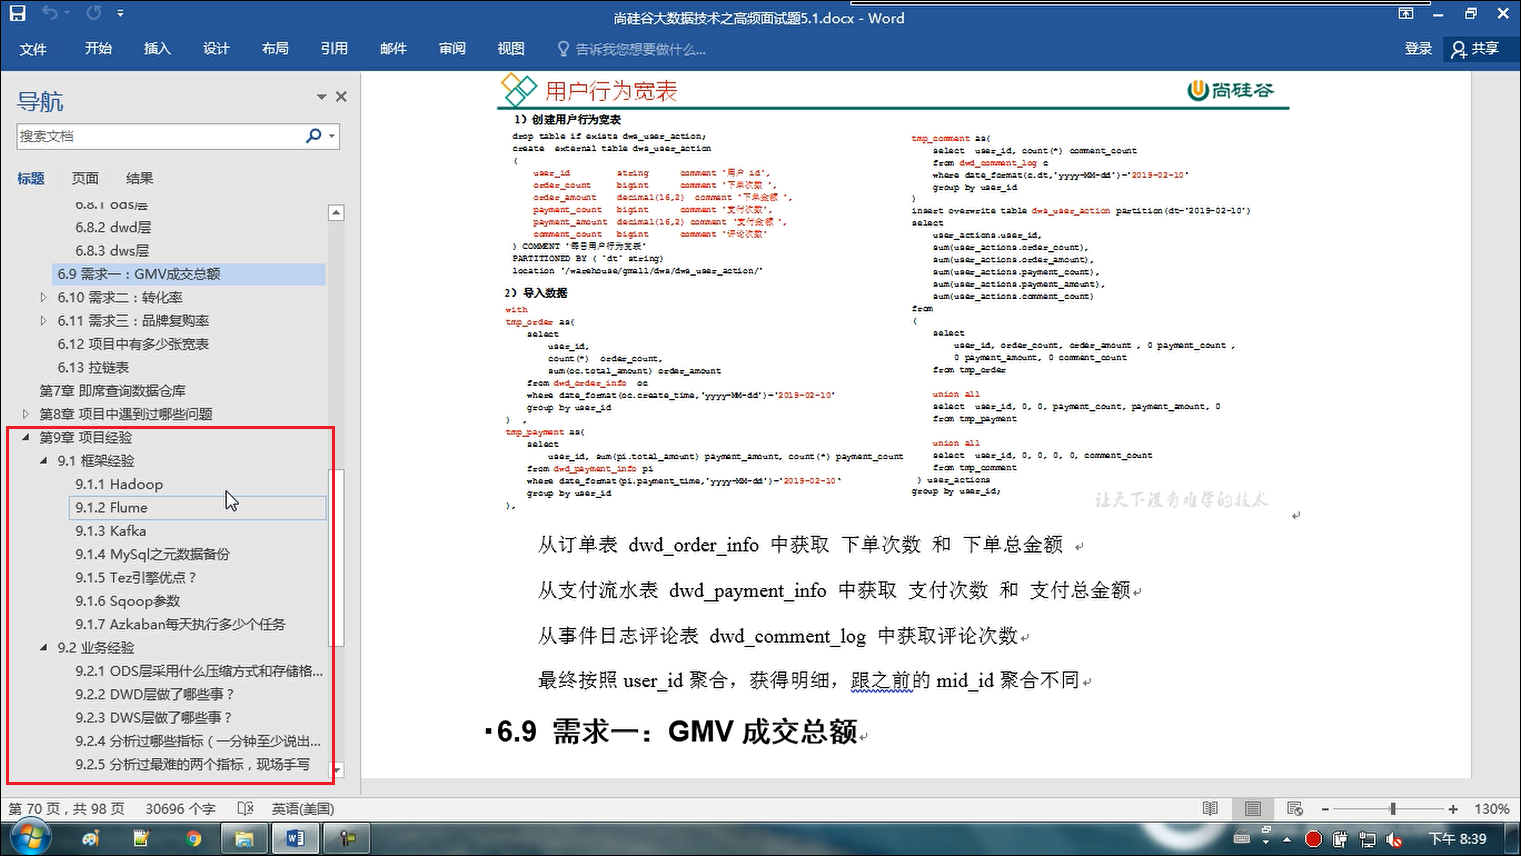 尚硅谷大数据技术之高频面试题5.1.docx - Word
文件 开始 插入 设计 布局 引用 邮件 审阅 视图 告诉我您想要做什么... 登录 共享
导航
搜索文档
标题 页面 结果
6.8.1 ods层
6.8.2 dwd层
6.8.3 dws层
6.9 需求一：GMV成交总额
6.10 需求二：转化率
6.11 需求三：品牌复购率
6.12 项目中有多少张宽表
6.13 拉链表
第7章 即席查询数据仓库
第8章 项目中遇到过哪些问题
第9章 项目经验
9.1 框架经验
9.1.1 Hadoop
9.1.2 Flume
9.1.3 Kafka
9.1.4 MySql之元数据备份
9.1.5 Tez引擎优点？
9.1.6 Sqoop参数
9.1.7 Azkaban每天执行多少个任务
9.2 业务经验
9.2.1 ODS层采用什么压缩方式和存储格...
9.2.2 DWD层做了哪些事？
9.2.3 DWS层做了哪些事？
9.2.4 分析过哪些指标（一分钟至少说出...
9.2.5 分析过最难的两个指标，现场手写
用户行为宽表
尚硅谷
1）创建用户行为宽表
drop table if exists dws_user_action;
create external table dws_user_action
(
user_id string comment '用户 id',
order_count bigint comment '下单次数 ',
order_amount decimal(16,2) comment '下单金额 ',
payment_count bigint comment '支付次数',
payment_amount decimal(16,2) comment '支付金额 ',
comment_count bigint comment '评论次数'
) COMMENT '每日用户行为宽表'
PARTITIONED BY ( `dt` string)
location '/warehouse/gmall/dws/dws_user_action/'
2）导入数据
with
tmp_order as(
select
user_id,
count(*) order_count,
sum(oc.total_amount) order_amount
from dwd_order_info oc
where date_format(oc.create_time,'yyyy-MM-dd')='2019-02-10'
group by user_id
) ,
tmp_payment as(
select
user_id, sum(pi.total_amount) payment_amount, count(*) payment_count
from dwd_payment_info pi
where date_format(pi.payment_time,'yyyy-MM-dd')='2019-02-10'
group by user_id
),
tmp_comment as(
select user_id, count(*) comment_count
from dwd_comment_log c
where date_format(c.dt,'yyyy-MM-dd')='2019-02-10'
group by user_id
)
insert overwrite table dws_user_action partition(dt='2019-02-10')
select
user_actions.user_id,
sum(user_actions.order_count),
sum(user_actions.order_amount),
sum(user_actions.payment_count),
sum(user_actions.payment_amount),
sum(user_actions.comment_count)
from
(
select
user_id, order_count, order_amount , 0 payment_count ,
0 payment_amount, 0 comment_count
from tmp_order
union all
select user_id, 0, 0, payment_count, payment_amount, 0
from tmp_payment
union all
select user_id, 0, 0, 0, 0, comment_count
from tmp_comment
) user_actions
group by user_id;
让天下没有难学的技术
从订单表 dwd_order_info 中获取 下单次数 和 下单总金额
从支付流水表 dwd_payment_info 中获取 支付次数 和 支付总金额
从事件日志评论表 dwd_comment_log 中获取评论次数
最终按照 user_id 聚合，获得明细，跟之前的 mid_id 聚合不同
6.9 需求一：GMV 成交总额
第 70 页，共 98 页 30696 个字 英语(美国) 130%
下午 8:39